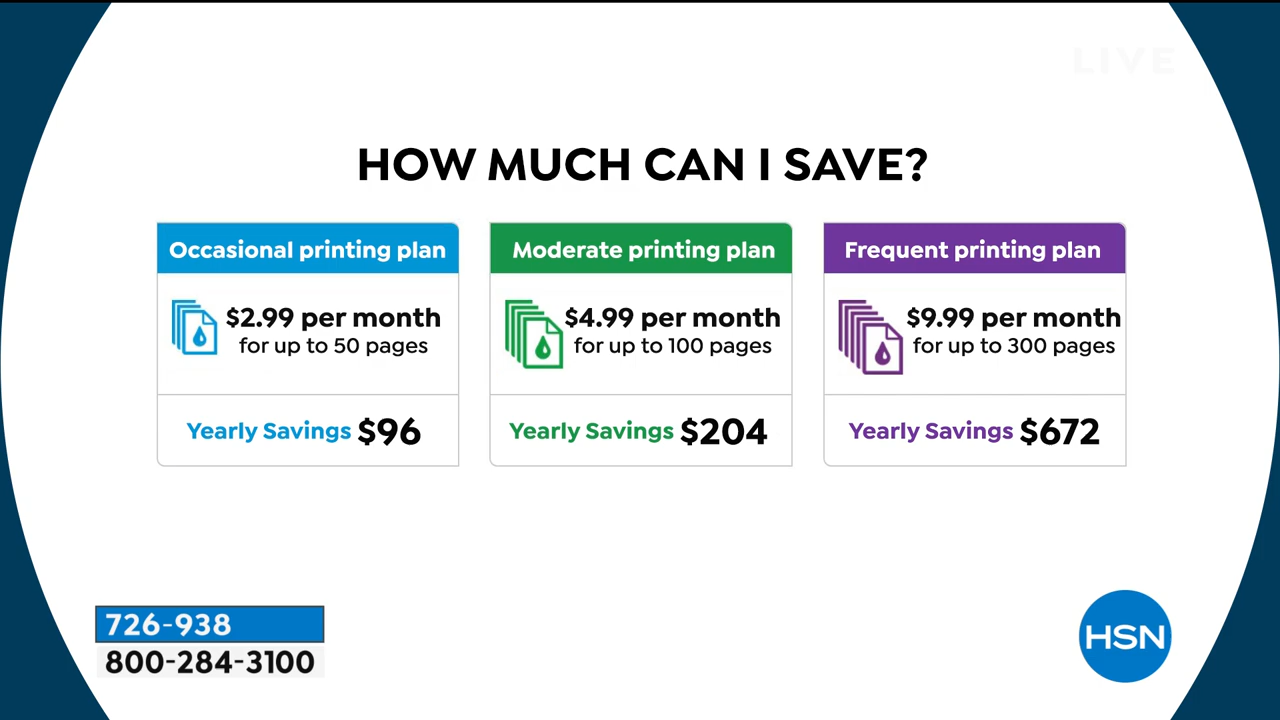 LIVE
HOW MUCH CAN I SAVE?
Occasional printing plan
$2.99 per month
for up to 50 pages
Yearly Savings $96
Moderate printing plan
$4.99 per month
for up to 100 pages
Yearly Savings $204
Frequent printing plan
$9.99 per month
for up to 300 pages
Yearly Savings $672
726-938
800-284-3100
HSN